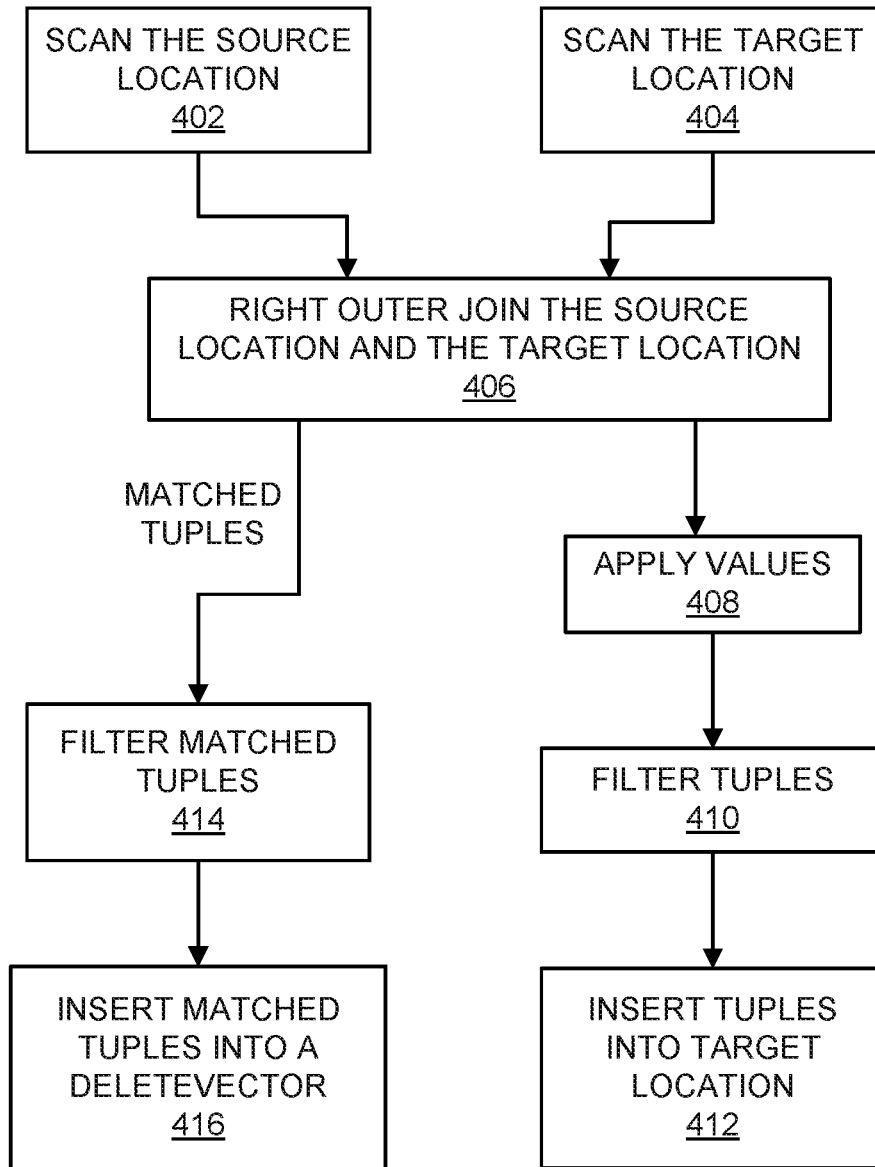 SCAN THE SOURCE
LOCATION
402
SCAN THE TARGET
LOCATION
404
RIGHT OUTER JOIN THE SOURCE
LOCATION AND THE TARGET LOCATION
406
MATCHED
TUPLES
APPLY VALUES
408
FILTER MATCHED
TUPLES
414
FILTER TUPLES
410
INSERT MATCHED
TUPLES INTO A
DELETEVECTOR
416
INSERT TUPLES
INTO TARGET
LOCATION
412